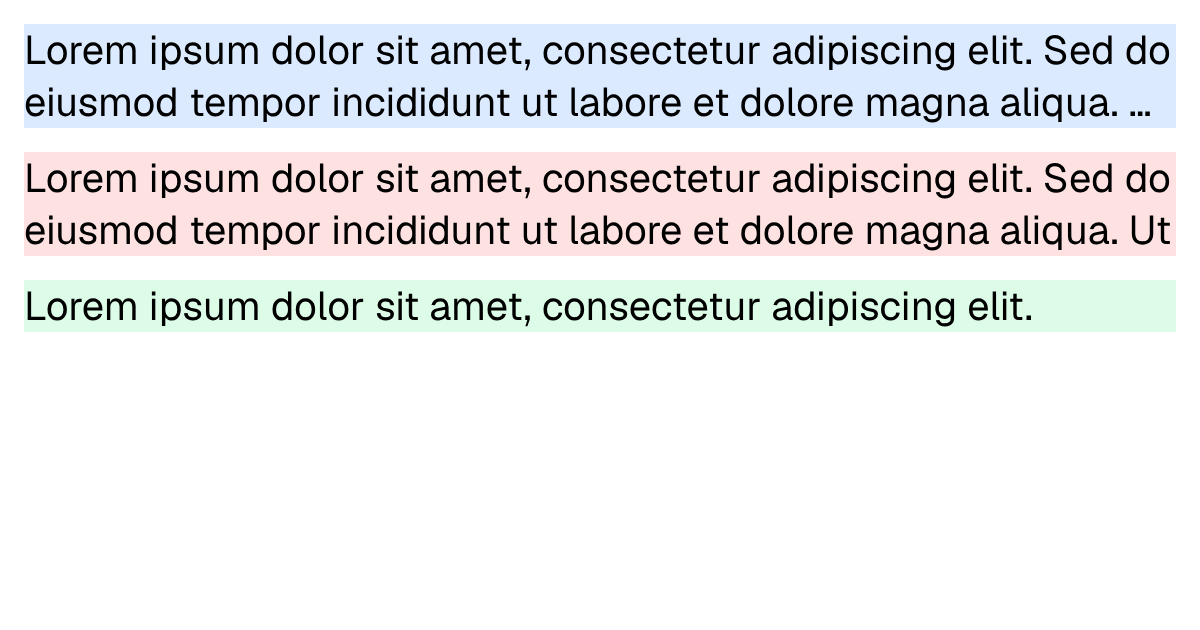 Lorem ipsum dolor sit amet, consectetur adipiscing elit. Sed do
eiusmod tempor incididunt ut labore et dolore magna aliqua. …
Lorem ipsum dolor sit amet, consectetur adipiscing elit. Sed do
eiusmod tempor incididunt ut labore et dolore magna aliqua. Ut
Lorem ipsum dolor sit amet, consectetur adipiscing elit.